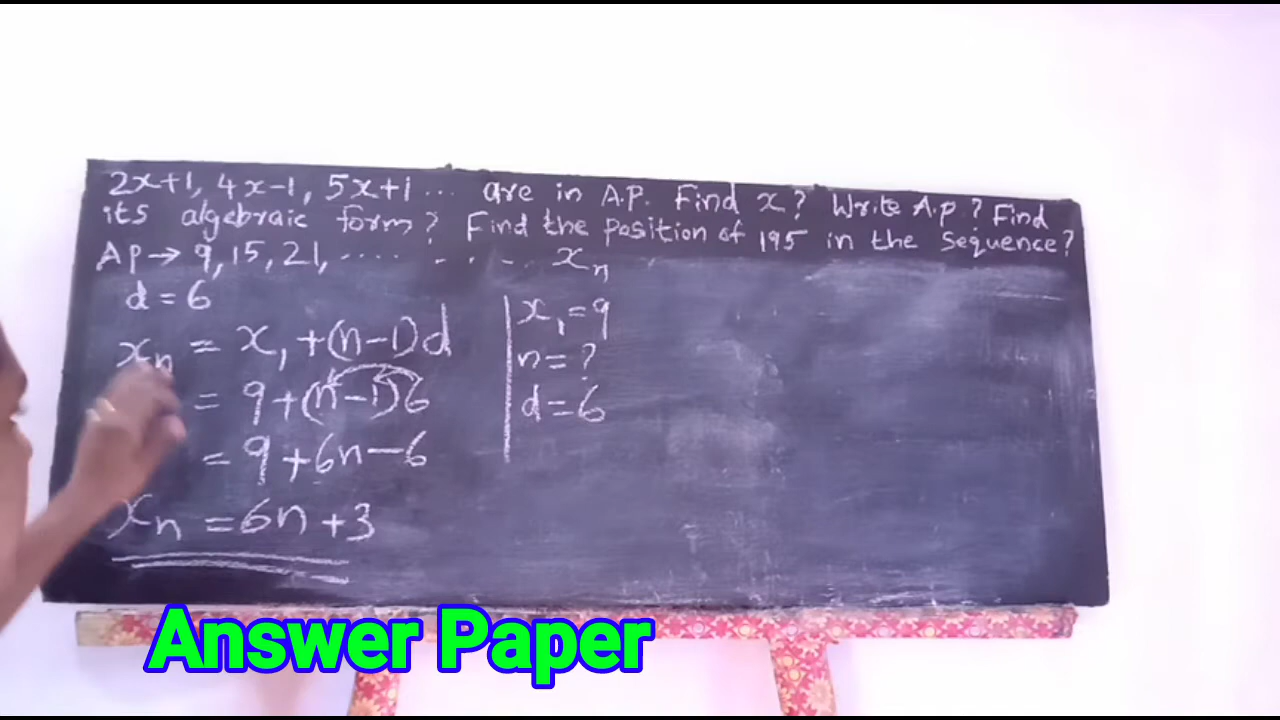 2x+1, 4x-1, 5x+1 ... are in A.P. Find x? Write A.p? Find
its algebraic form? Find the position of 195 in the sequence?
AP→ 9, 15, 21, ........ xₙ
d = 6
xₙ = x₁ + (n-1)d
= 9+(n-1)6
= 9+6n-6
xₙ = 6n+3
x₁ = 9
n = ?
d = 6
Answer Paper